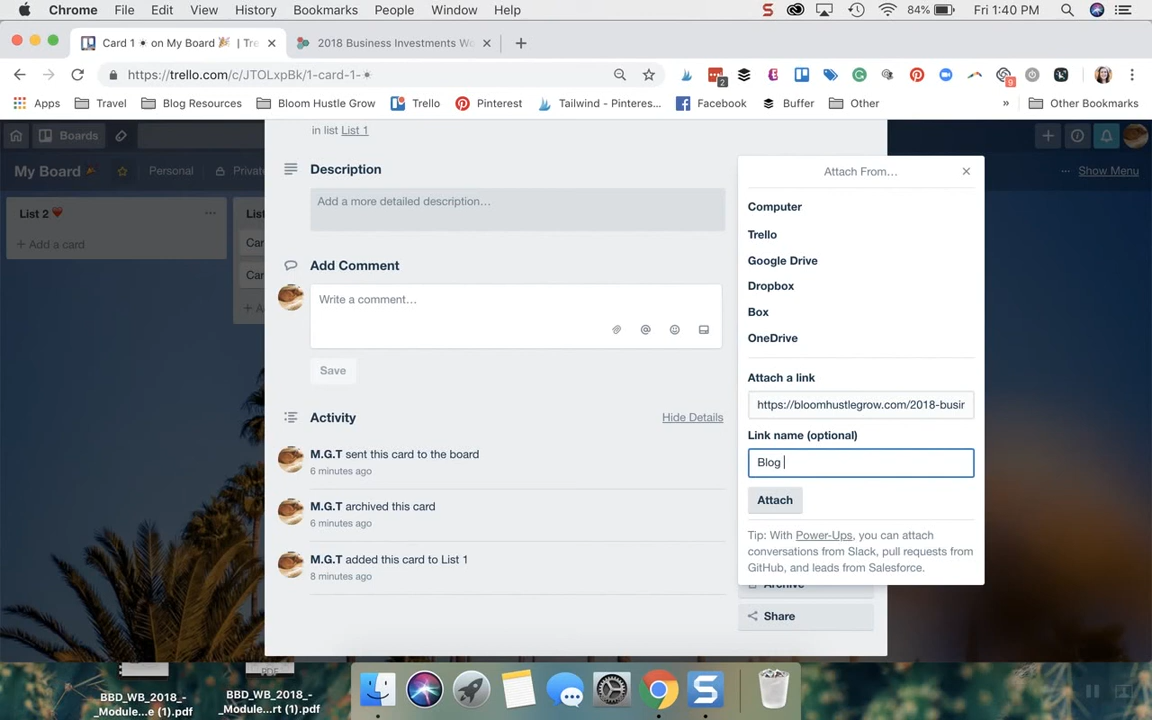 Chrome File Edit View History Bookmarks People Window Help 84% Fri 1:40 PM
Card 1 ☀ on My Board 🎉 | Tre
2018 Business Investments Wo
https://trello.com/c/JTOLxpBk/1-card-1-☀
2
9
Apps Travel Blog Resources Bloom Hustle Grow Trello Pinterest Tailwind - Pinteres... Facebook Buffer Other » Other Bookmarks
Boards
My Board 🎉 Personal Private
... Show Menu
List 2 ❤️ ...
+ Add a card
List
Car
Car
in list List 1
Description
Add a more detailed description…
Add Comment
Write a comment…
Save
Activity
Hide Details
M.G.T sent this card to the board
6 minutes ago
M.G.T archived this card
6 minutes ago
M.G.T added this card to List 1
8 minutes ago
Attach From…
Computer
Trello
Google Drive
Dropbox
Box
OneDrive
Attach a link
https://bloomhustlegrow.com/2018-busir
Link name (optional)
Blog
Attach
Tip: With Power-Ups, you can attach
conversations from Slack, pull requests from
GitHub, and leads from Salesforce.
Archive
Share
BBD_WB_2018_-
_Module...e (1).pdf
PDF
BBD_WB_2018_-
_Module...rt (1).pdf